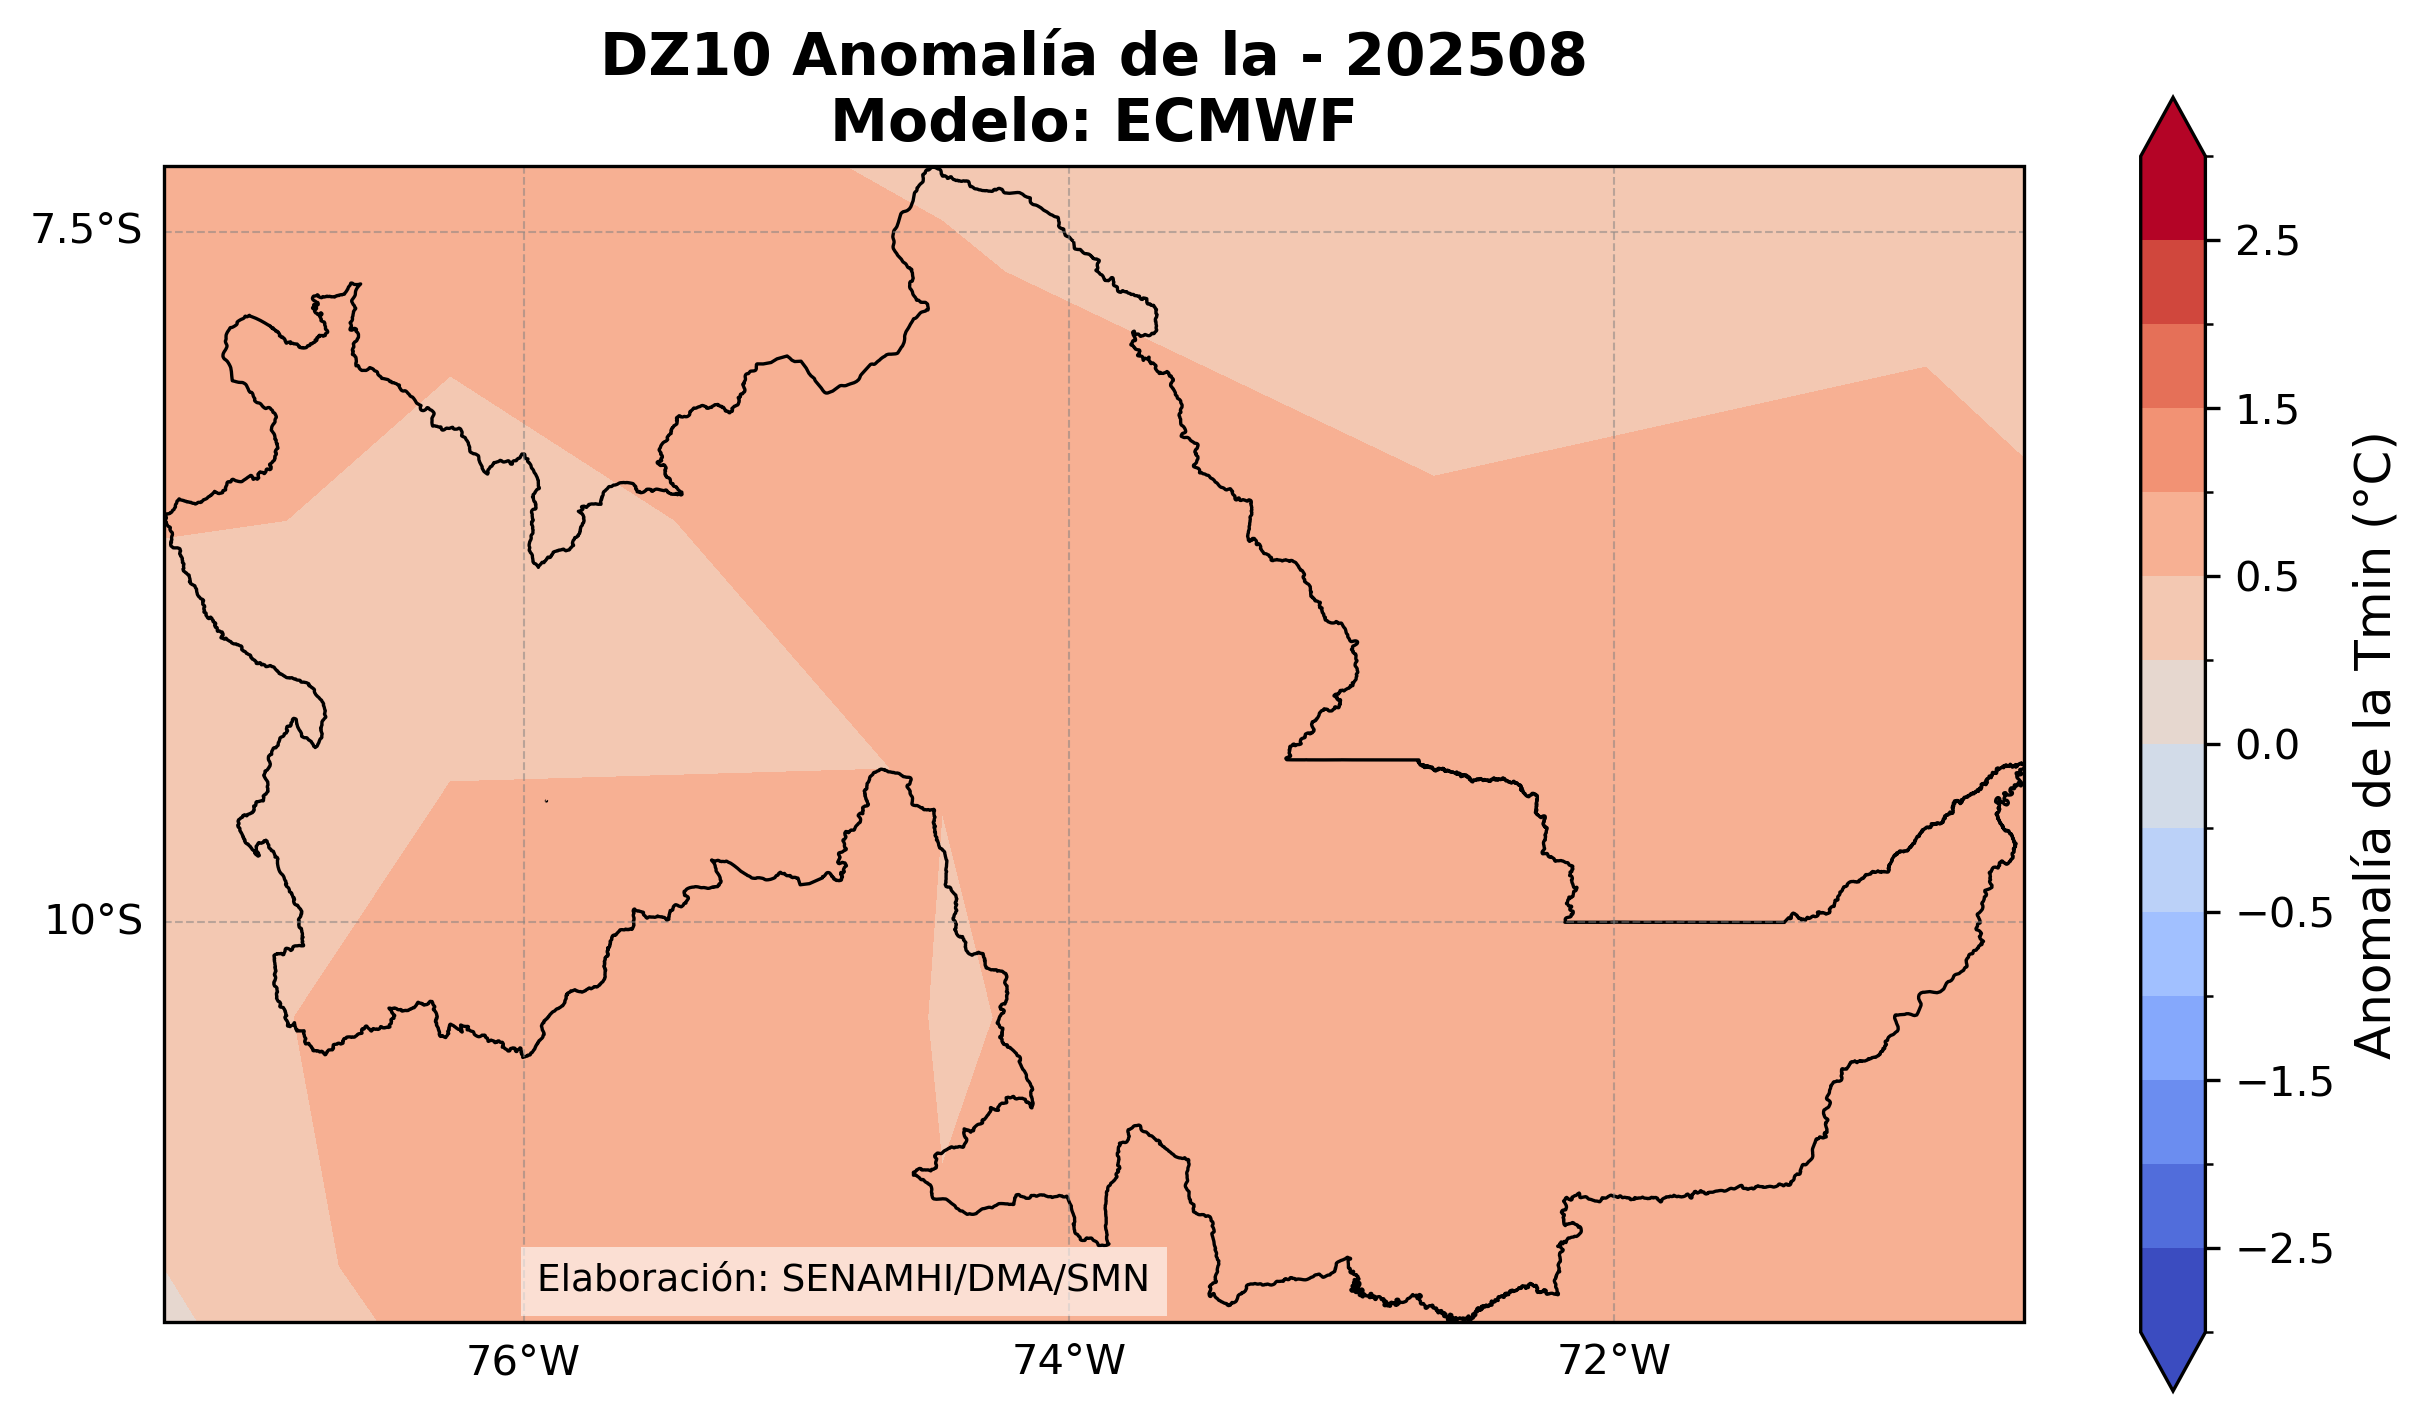 DZ10 Anomalía de la - 202508
Modelo: ECMWF
7.5°S
10°S
76°W
74°W
72°W
Elaboración: SENAMHI/DMA/SMN
2.5
1.5
0.5
0.0
−0.5
−1.5
−2.5
Anomalía de la Tmin (°C)